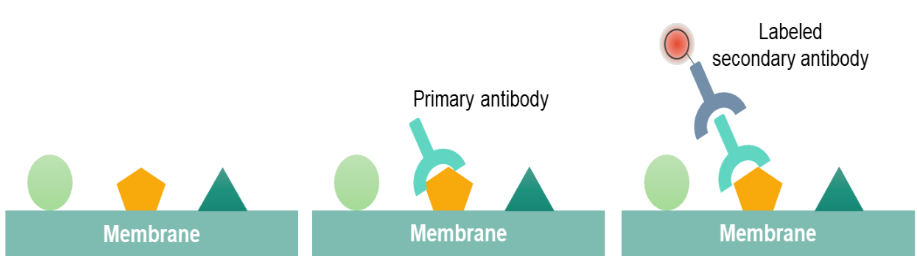 Labeled
secondary antibody
Primary antibody
Membrane
Membrane
Membrane